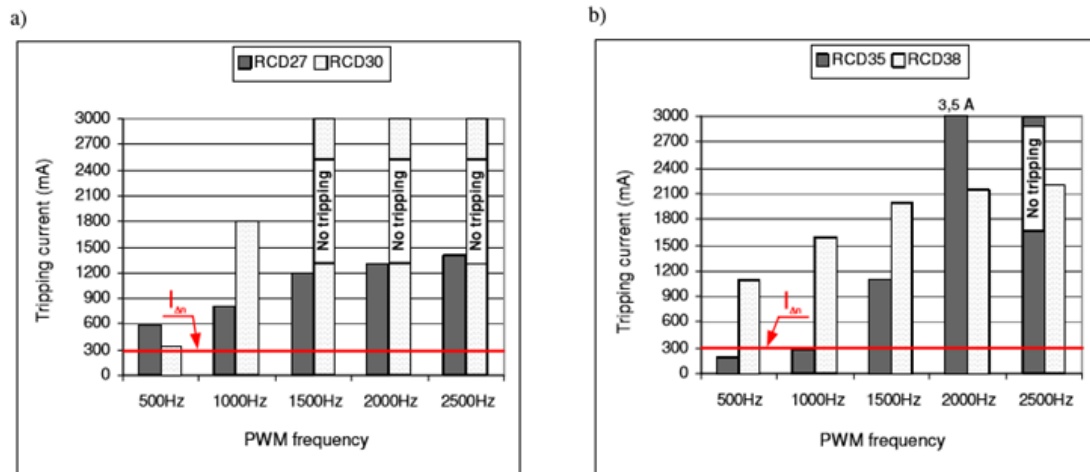 a)
RCD27 RCD30
Tripping current (mA)
3000
2700
2400
2100
1800
1500
1200
900
600
300
0
No tripping
No tripping
No tripping
IΔn
500Hz 1000Hz 1500Hz 2000Hz 2500Hz
PWM frequency
b)
RCD35 RCD38
3,5 A
Tripping current (mA)
3000
2700
2400
2100
1800
1500
1200
900
600
300
0
No tripping
IΔn
500Hz 1000Hz 1500Hz 2000Hz 2500Hz
PWM frequency